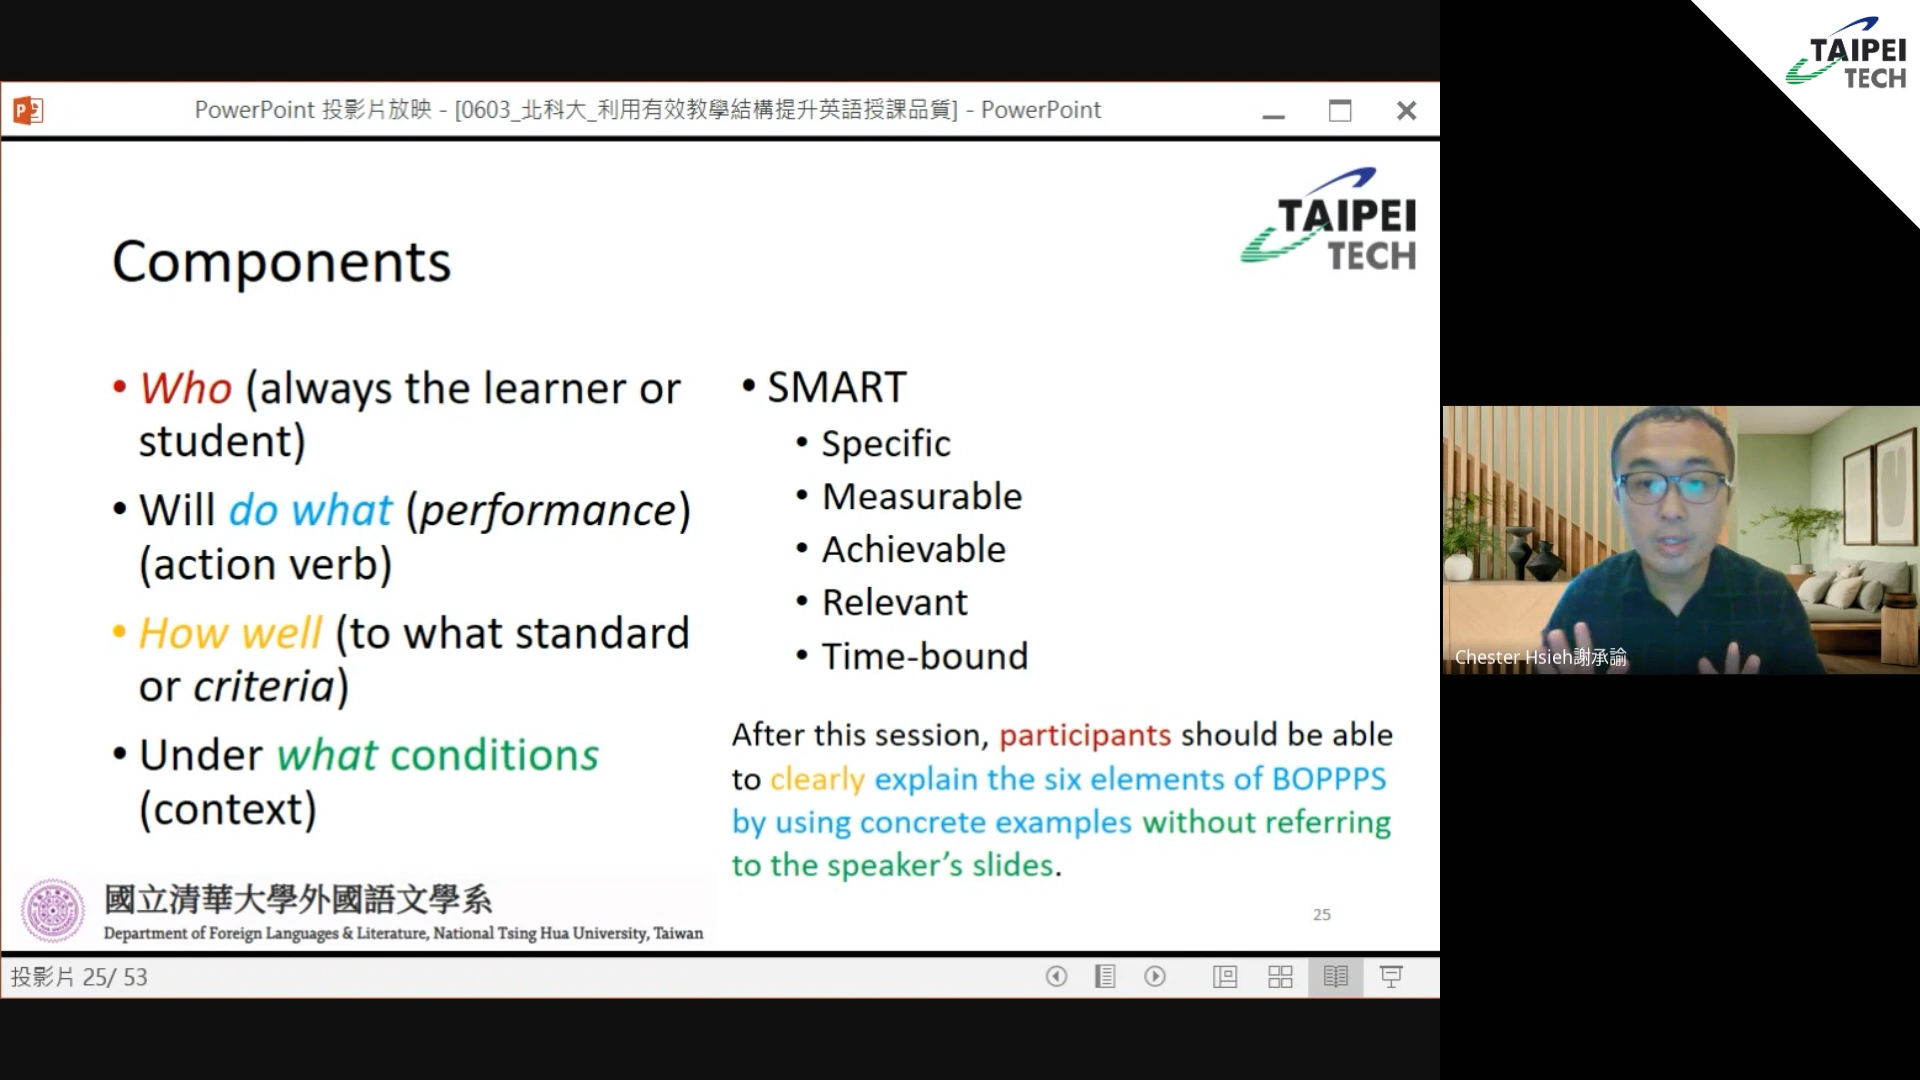 PowerPoint 投影片放映 - [0603_北科大_利用有效教學結構提升英語授課品質] - PowerPoint
TAIPEI
TECH
Components
• Who (always the learner or
student)
• Will do what (performance)
(action verb)
• How well (to what standard
or criteria)
• Under what conditions
(context)
• SMART
• Specific
• Measurable
• Achievable
• Relevant
• Time-bound
After this session, participants should be able
to clearly explain the six elements of BOPPPS
by using concrete examples without referring
to the speaker’s slides.
國立清華大學外國語文學系
Department of Foreign Languages & Literature, National Tsing Hua University, Taiwan
25
投影片 25/ 53
TAIPEI
TECH
Chester Hsieh謝承諭